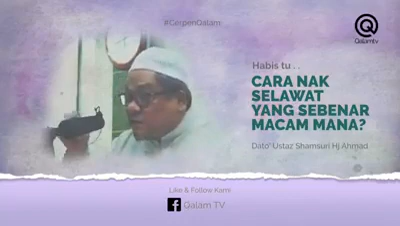 #CerpenQalam
Qalamtv
Habis tu . .
CARA NAK
SELAWAT
YANG SEBENAR
MACAM MANA?
Dato' Ustaz Shamsuri Hj Ahmad
Like & Follow Kami
Qalam TV